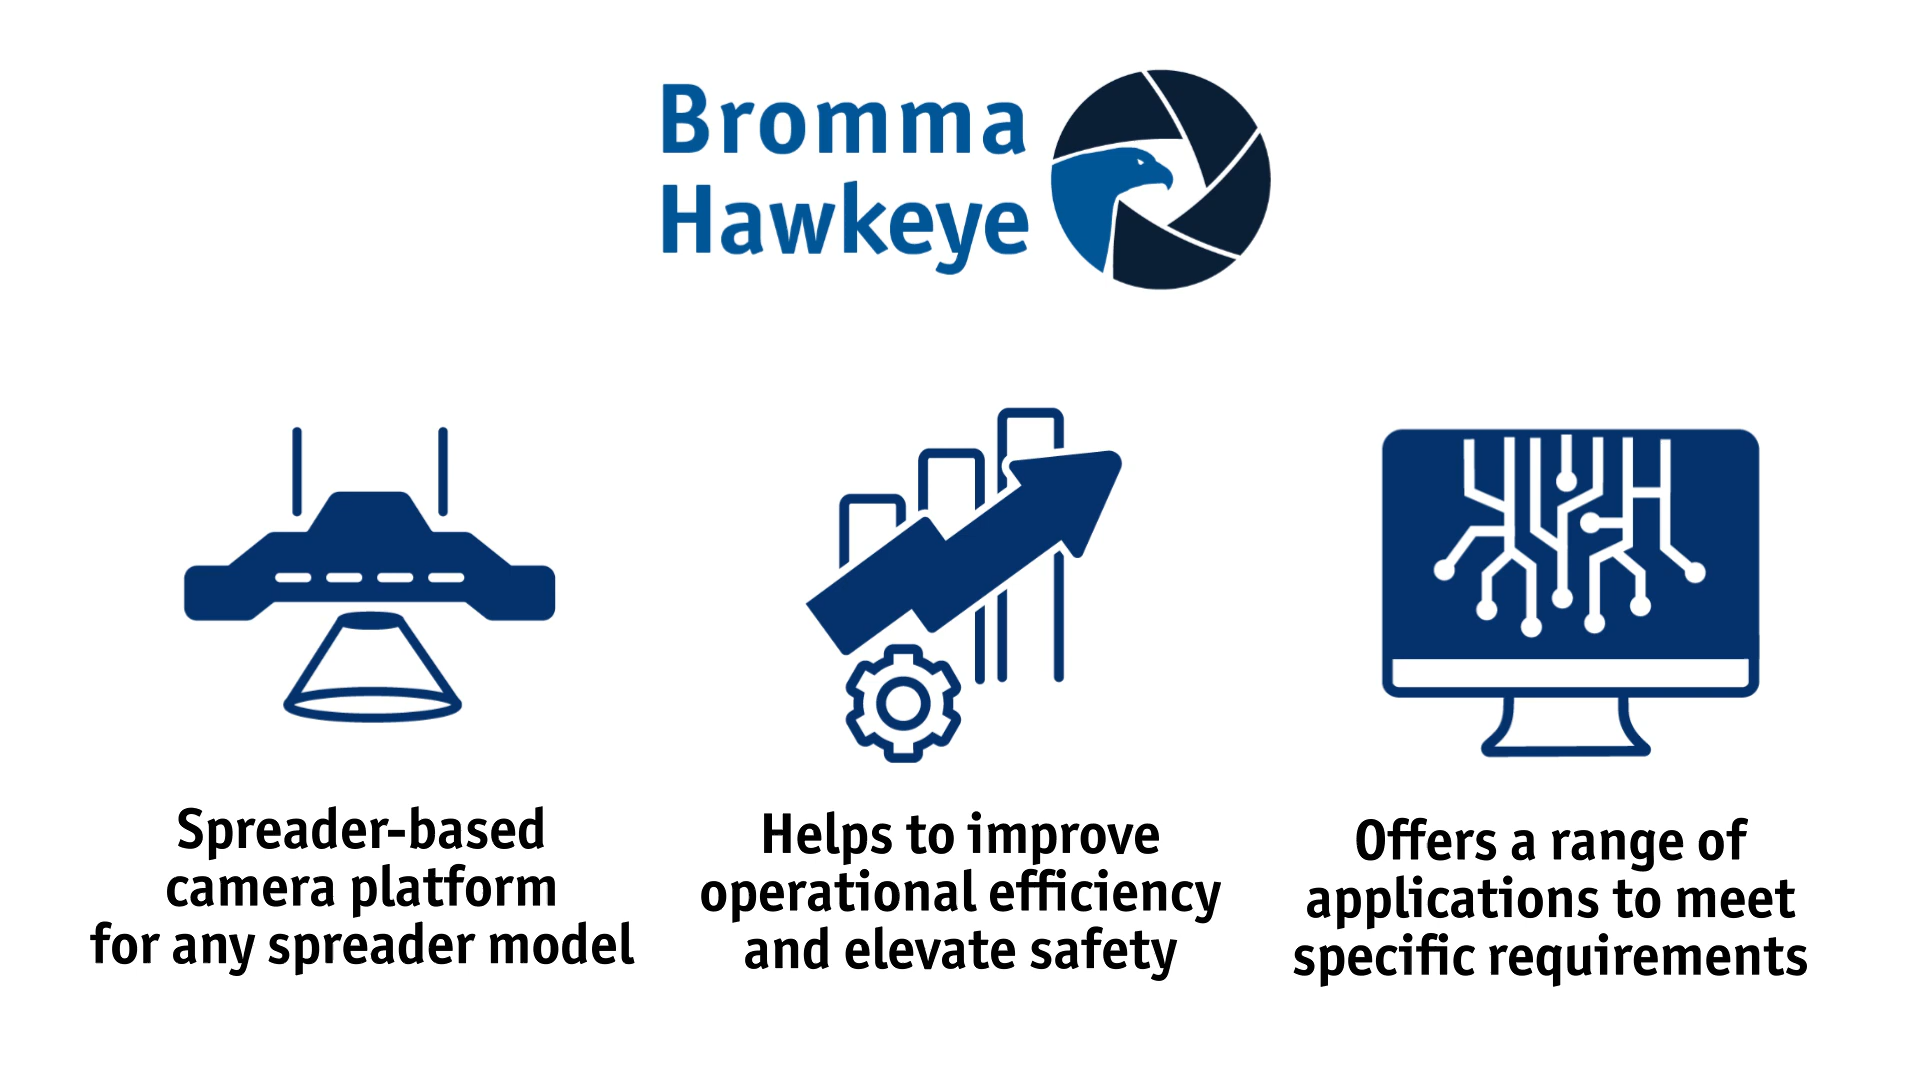 Bromma
Hawkeye
Spreader-based
camera platform
for any spreader model
Helps to improve
operational efficiency
and elevate safety
Offers a range of
applications to meet
specific requirements